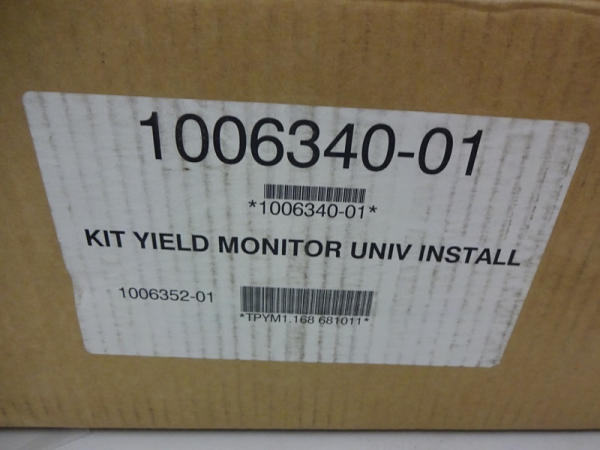 1006340-01
*1006340-01*
KIT YIELD MONITOR UNIV INSTALL
1006352-01
*TPYM1.168 681011*